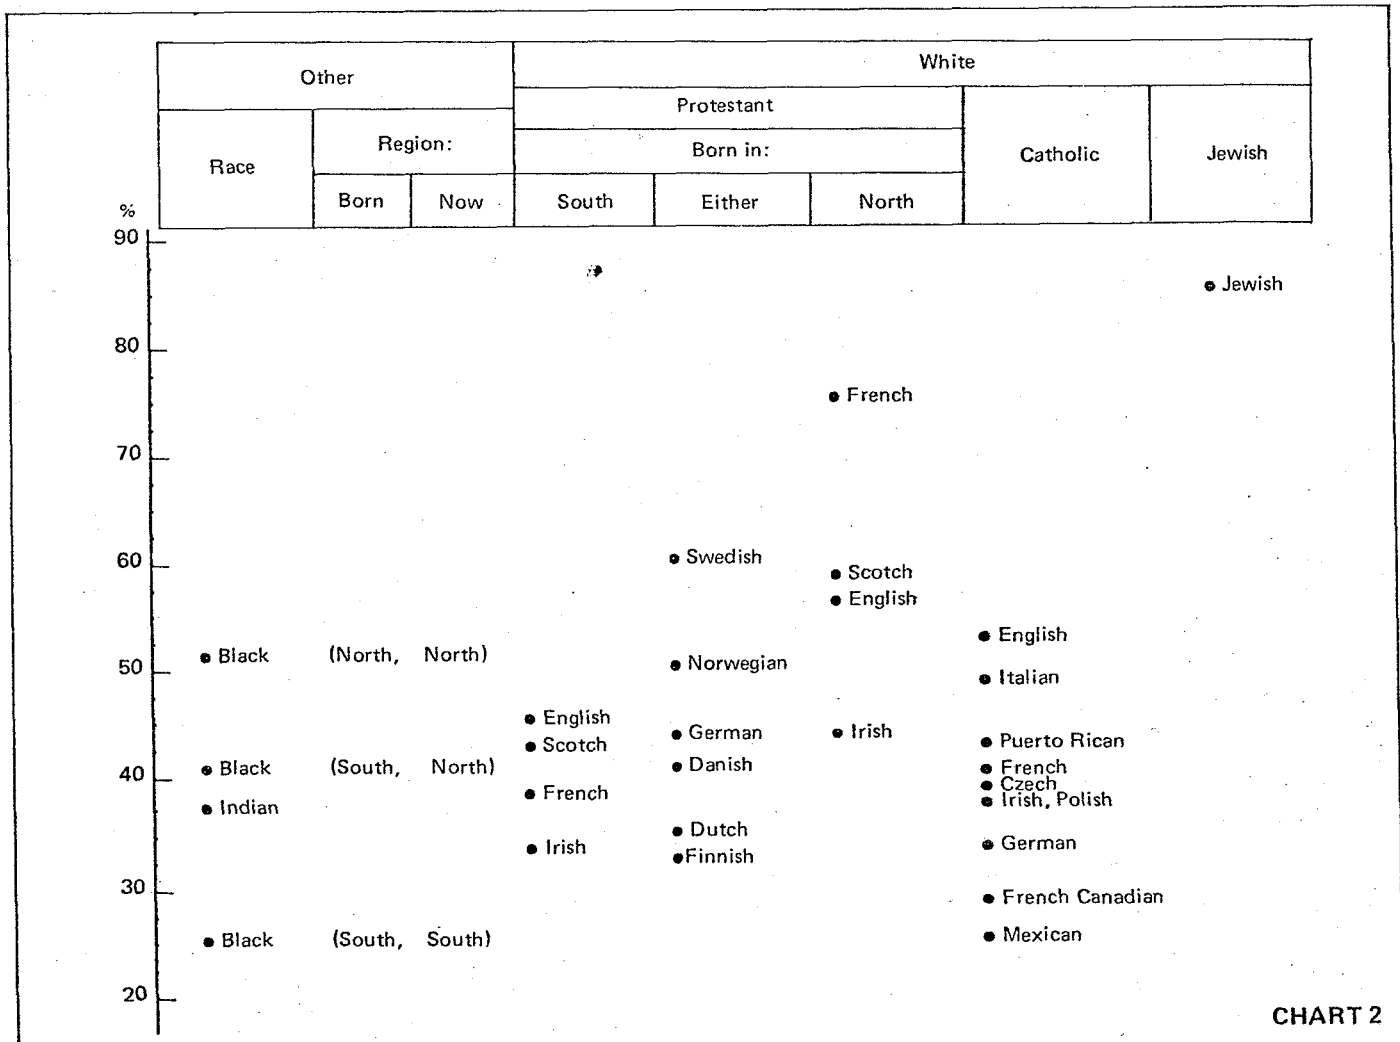 Other White
Protestant
Race Region: Born in: Catholic Jewish
Born Now South Either North
%
90
Jewish
80
French
70
60 Swedish Scotch
English
English
Black (North, North) Norwegian
50 Italian
English
German Irish
Scotch Puerto Rican
Black (South, North) Danish French
40 Czech
Indian French Irish, Polish
Dutch
Irish German
Finnish
30 French Canadian
Black (South, South) Mexican
20
CHART 2